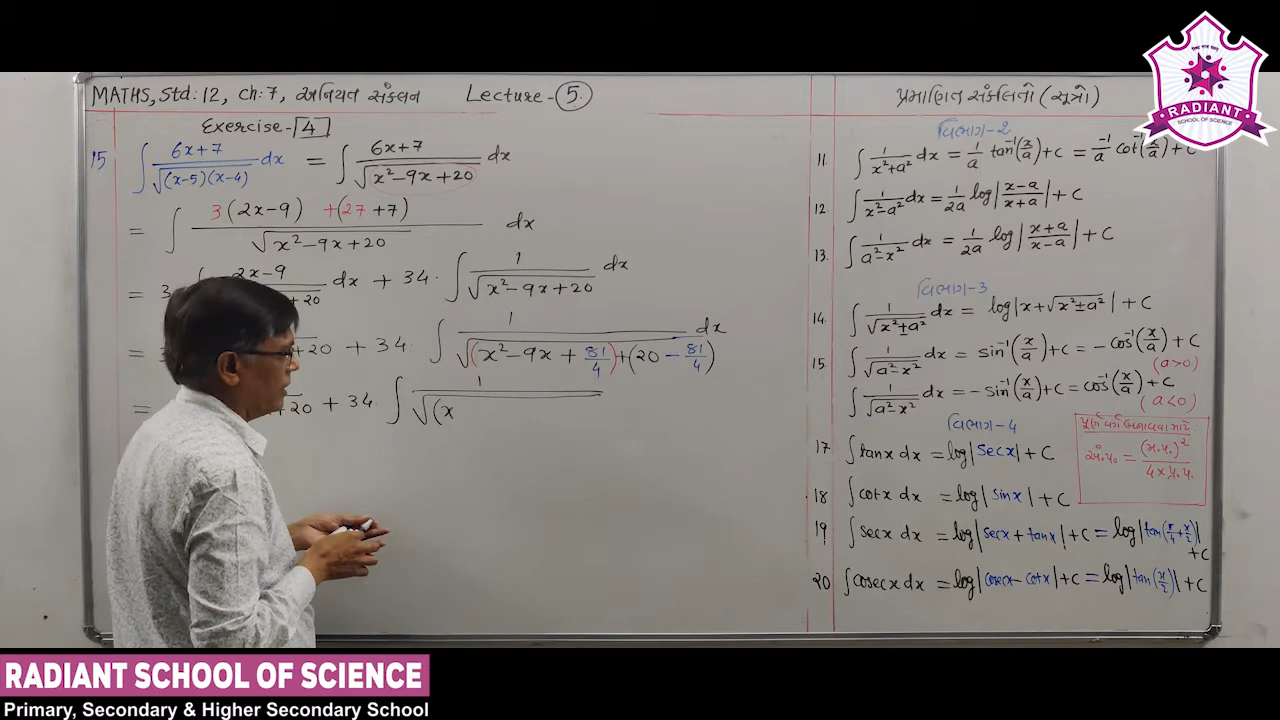 MATHS, Std: 12, ch: 7, અનિયત સંકલન Lecture - 5.
Exercise - 4
15 ∫ 6x+7 / √(x-5)(x-4) dx = ∫ 6x+7 / √x²-9x+20 dx
= ∫ 3(2x-9) +(27+7) / √x²-9x+20 dx
= 3 2x-9 / +20 dx + 34· ∫ 1 / √x²-9x+20 dx
= +20 + 34· ∫ 1 / √(x²-9x+81/4)+(20-81/4) dx
= +20 + 34 ∫ 1 / √(x
પ્રમાણિત સંકલિતો (સૂત્રો)
વિભાગ-2
11. ∫ 1/x²+a² dx = 1/a tan⁻¹(x/a)+c = -1/a cot⁻¹(x/a)+c
12. ∫ 1/x²-a² dx = 1/2a log|x-a/x+a| + c
13. ∫ 1/a²-x² dx = 1/2a log|x+a/x-a| + c
વિભાગ-3
14. ∫ 1/√x²±a² dx = log|x+√x²±a²| + c
15. ∫ 1/√a²-x² dx = sin⁻¹(x/a)+c = -cos⁻¹(x/a)+c
(a>0)
∫ 1/√a²-x² dx = -sin⁻¹(x/a)+c = cos⁻¹(x/a)+c
(a<0)
વિભાગ-4
17. ∫tanx dx = log|secx| + c
18 ∫cotx dx = log|sinx| + c
19 ∫secx dx = log|secx + tanx| + c = log|tan(π/4+x/2)| + c
20 ∫cosecx dx = log|cosecx - cotx| + c = log|tan(x/2)| + c
પૂર્ણવર્ગ બનાવવા માટે
અં.પ. = (મ.પ.)² / 4×પ્ર.પ.
RADIANT
SCHOOL OF SCIENCE
RADIANT SCHOOL OF SCIENCE
Primary, Secondary & Higher Secondary School